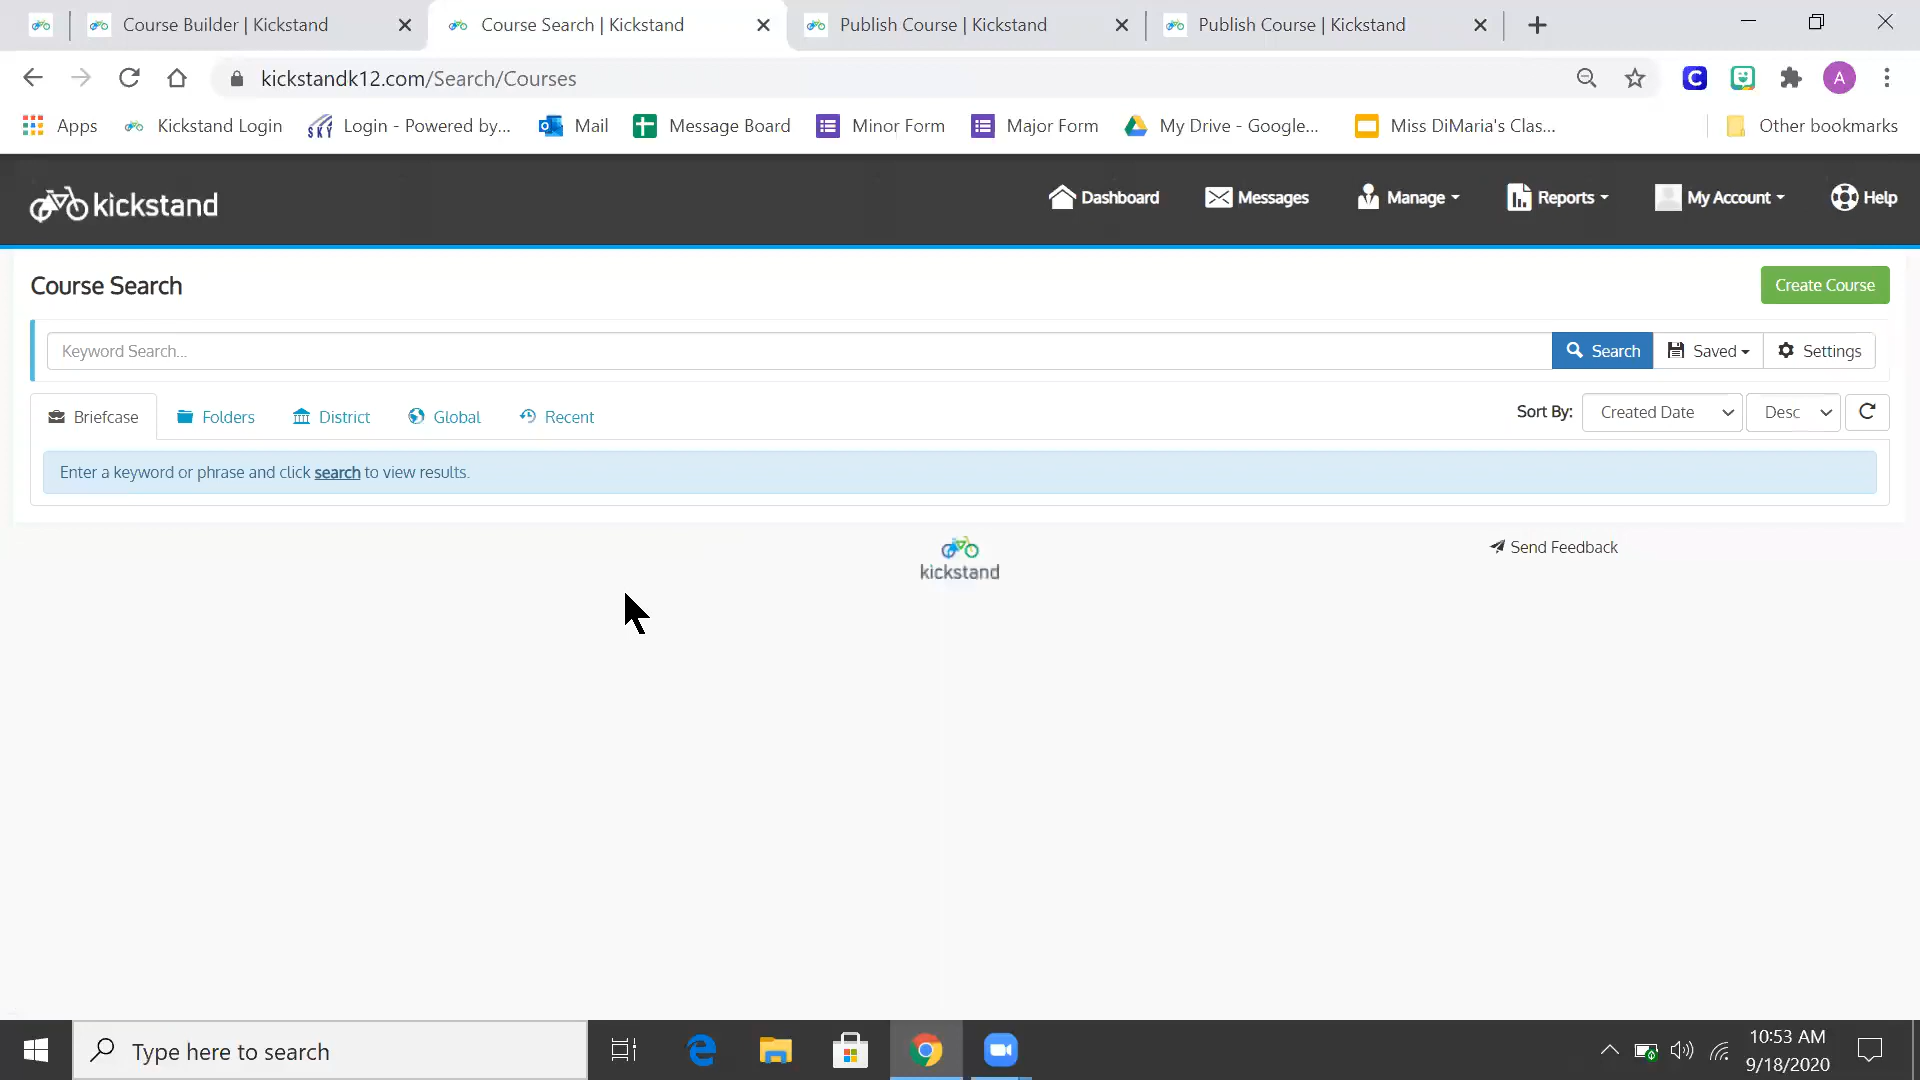 Course Builder | Kickstand
Course Search | Kickstand
Publish Course | Kickstand
Publish Course | Kickstand
kickstandk12.com/Search/Courses
C
A
Apps
Kickstand Login
SKY
Login - Powered by...
Mail
Message Board
Minor Form
Major Form
My Drive - Google...
Miss DiMaria's Clas...
Other bookmarks
kickstand
Dashboard
Messages
Manage
Reports
My Account
Help
Course Search
Create Course
Keyword Search...
Search
Saved
Settings
Briefcase
Folders
District
Global
Recent
Sort By:
Created Date
Desc
Enter a keyword or phrase and click search to view results.
kickstand
Send Feedback
Type here to search
10:53 AM
9/18/2020